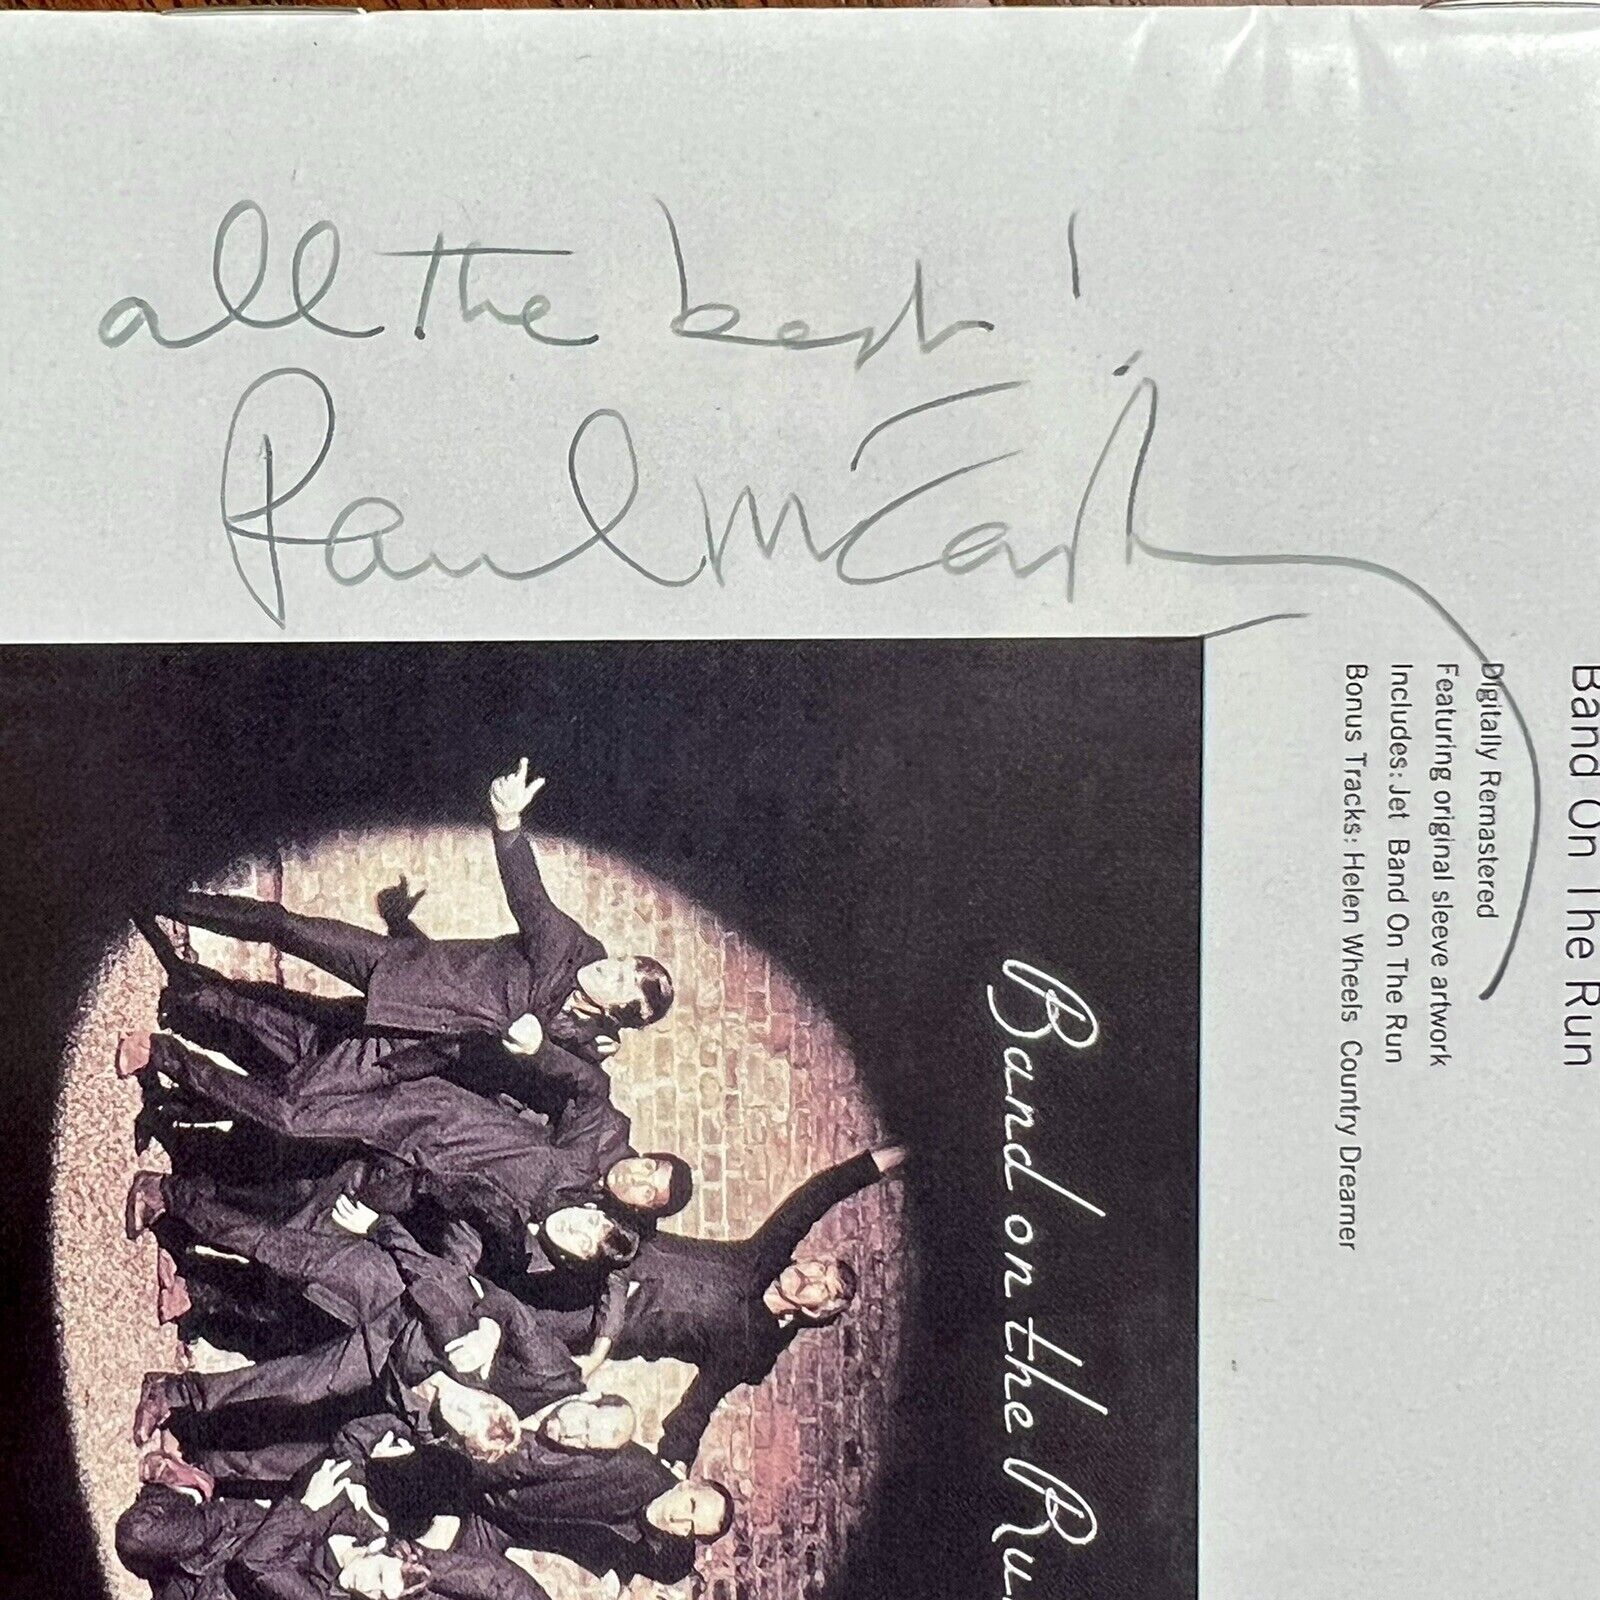 all the best!
Paul McCartney
Band On The Run
Digitally Remastered
Featuring original sleeve artwork
Includes: Jet Band On The Run
Bonus Tracks: Helen Wheels Country Dreamer
Band on the Ru